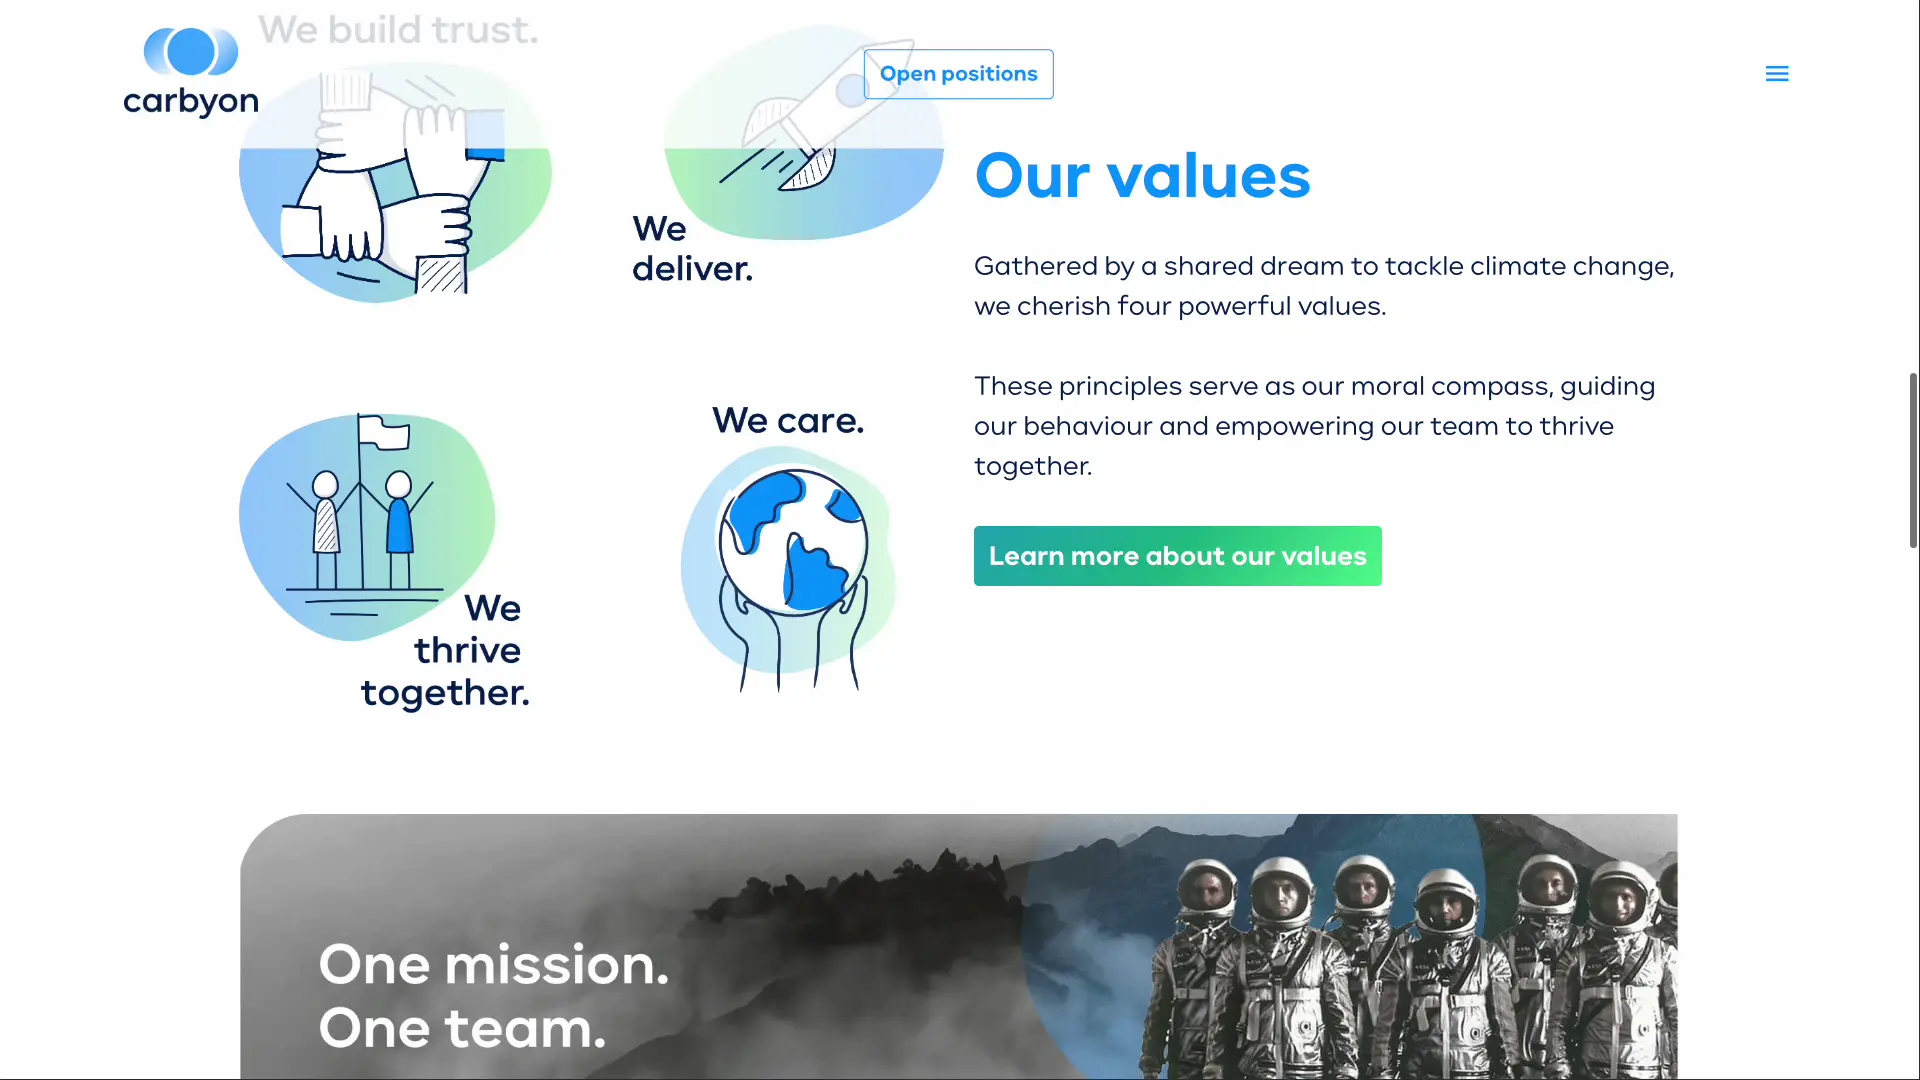 We build trust.
carbyon
Open positions
We
deliver.
Our values
Gathered by a shared dream to tackle climate change,
we cherish four powerful values.
These principles serve as our moral compass, guiding
our behaviour and empowering our team to thrive
together.
Learn more about our values
We care.
We
thrive
together.
One mission.
One team.